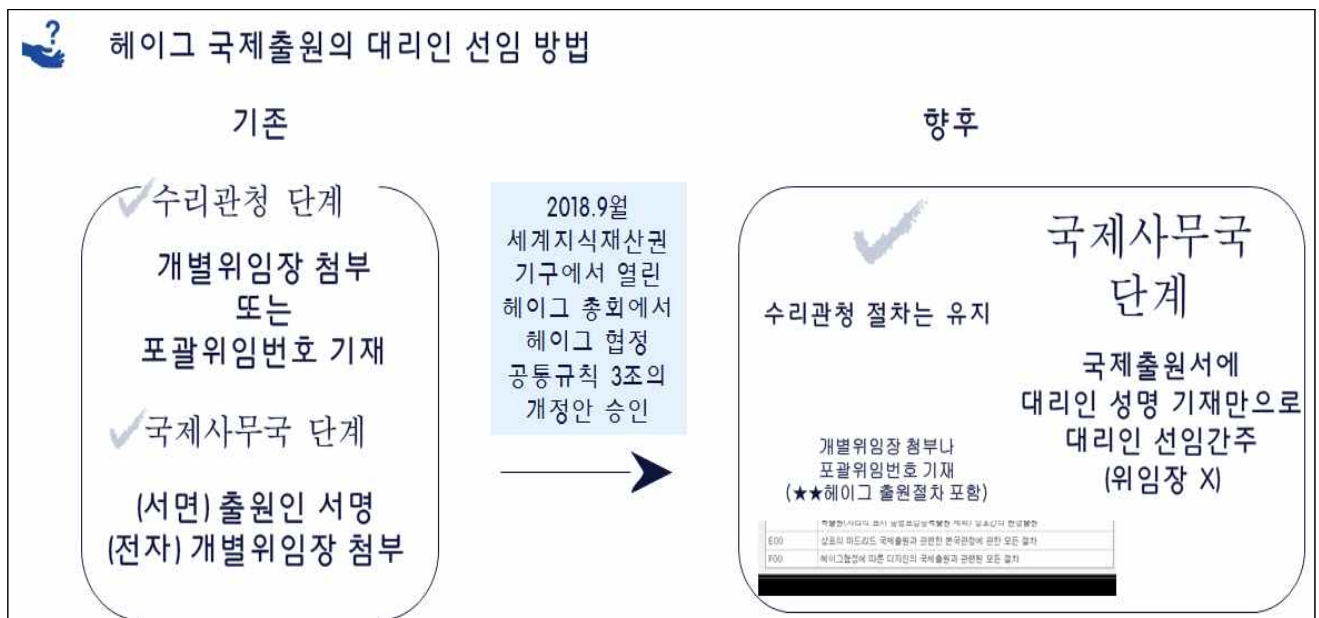 헤이그 국제출원의 대리인 선임 방법
기존
수리관청 단계
개별위임장 첨부
또는
포괄위임번호 기재
국제사무국 단계
(서면) 출원인 서명
(전자) 개별위임장 첨부
2018.9월
세계지식재산권
기구에서 열린
헤이그 총회에서
헤이그 협정
공통규칙 3조의
개정안 승인
향후
수리관청 절차는 유지
개별위임장 첨부나
포괄위임번호 기재
(★★헤이그 출원절차 포함)
E00 상표의 마드리드 국제출원과 관련한 본국관청에 관한 모든 절차
F00 헤이그협정에 따른 디자인의 국제출원과 관련된 모든 절차
국제사무국
단계
국제출원서에
대리인 성명 기재만으로
대리인 선임간주
(위임장 X)